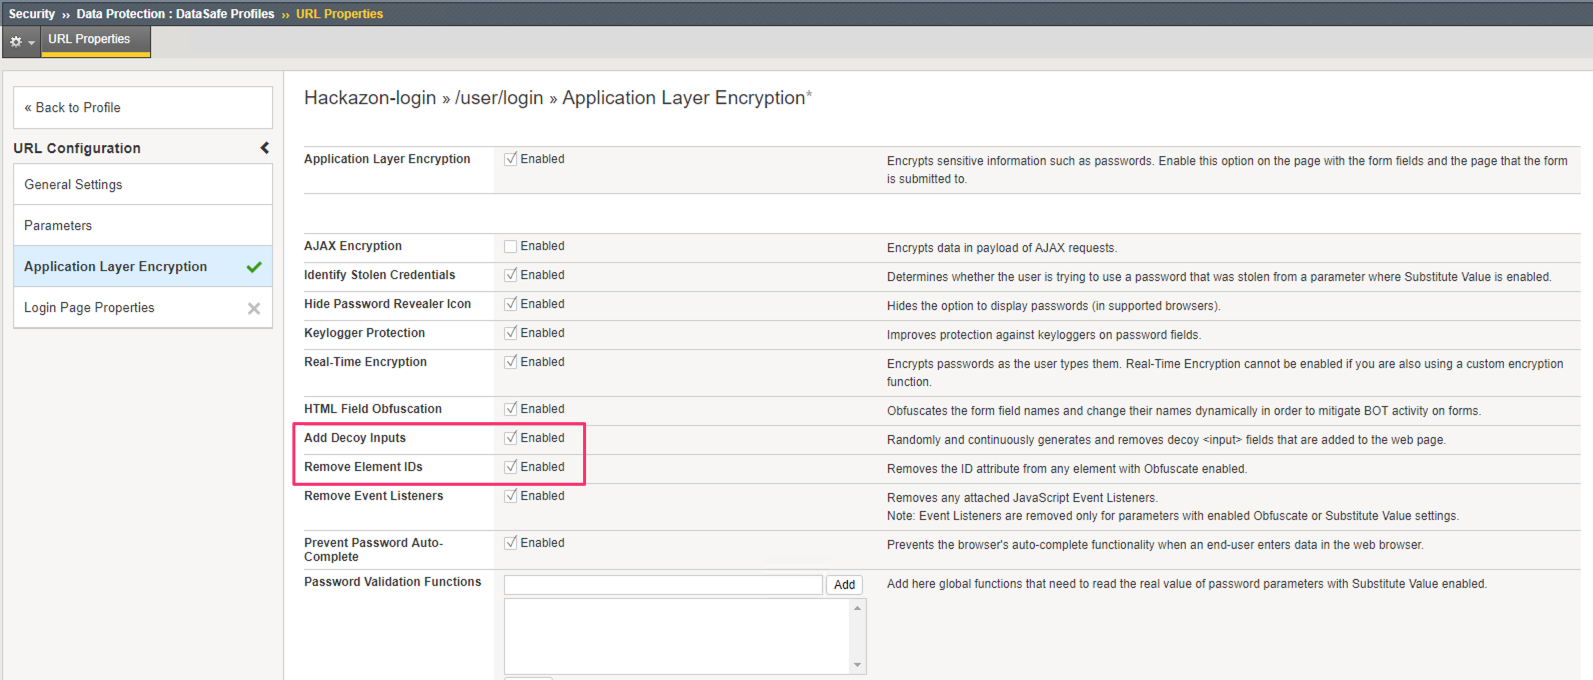 Security » Data Protection : DataSafe Profiles » URL Properties
URL Properties
« Back to Profile
URL Configuration
General Settings
Parameters
Application Layer Encryption
Login Page Properties
Hackazon-login » /user/login » Application Layer Encryption*
Application Layer Encryption Enabled Encrypts sensitive information such as passwords. Enable this option on the page with the form fields and the page that the form
is submitted to.
AJAX Encryption Enabled Encrypts data in payload of AJAX requests.
Identify Stolen Credentials Enabled Determines whether the user is trying to use a password that was stolen from a parameter where Substitute Value is enabled.
Hide Password Revealer Icon Enabled Hides the option to display passwords (in supported browsers).
Keylogger Protection Enabled Improves protection against keyloggers on password fields.
Real-Time Encryption Enabled Encrypts passwords as the user types them. Real-Time Encryption cannot be enabled if you are also using a custom encryption
function.
HTML Field Obfuscation Enabled Obfuscates the form field names and change their names dynamically in order to mitigate BOT activity on forms.
Add Decoy Inputs Enabled Randomly and continuously generates and removes decoy <input> fields that are added to the web page.
Remove Element IDs Enabled Removes the ID attribute from any element with Obfuscate enabled.
Remove Event Listeners Enabled Removes any attached JavaScript Event Listeners.
Note: Event Listeners are removed only for parameters with enabled Obfuscate or Substitute Value settings.
Prevent Password Auto- Enabled Prevents the browser's auto-complete functionality when an end-user enters data in the web browser.
Complete
Password Validation Functions Add Add here global functions that need to read the real value of password parameters with Substitute Value enabled.